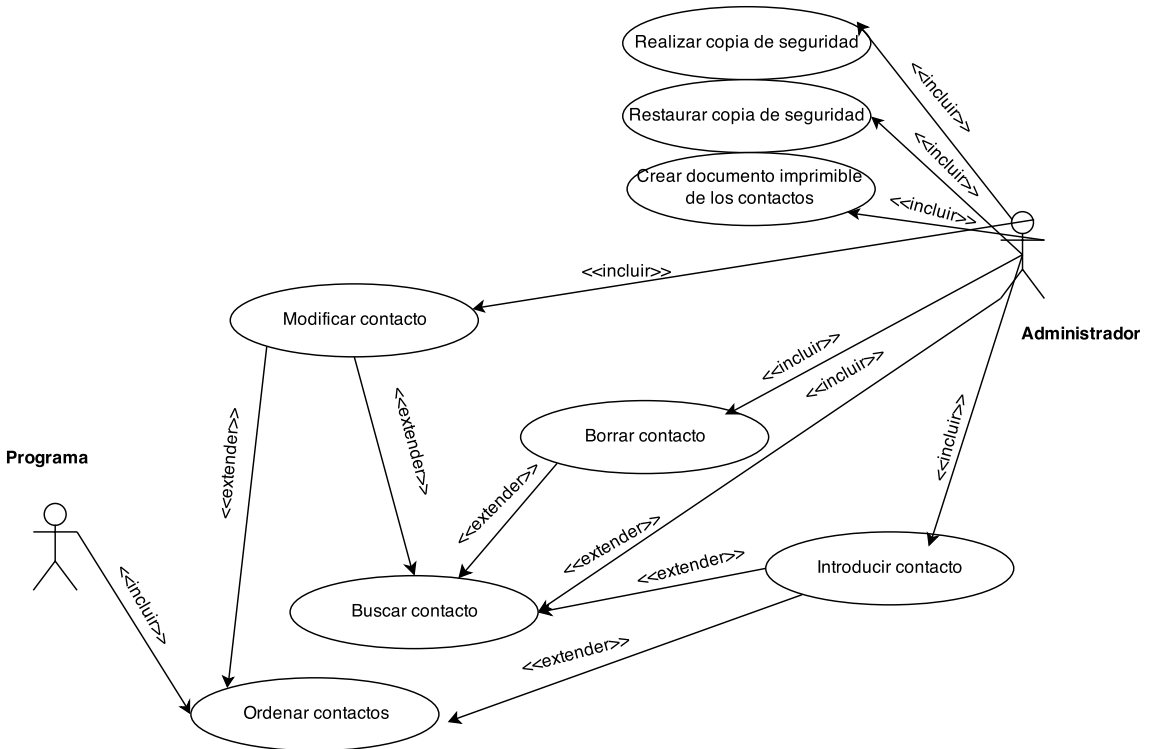 Realizar copia de seguridad
<<incluir>>
Restaurar copia de seguridad
<<incluir>>
Crear documento imprimible
de los contactos
<<incluir>>
<<incluir>>
Modificar contacto
Administrador
<<incluir>>
<<incluir>>
<<extender>>
<<extender>>
Borrar contacto
<<incluir>>
Programa
<<extender>>
<<extender>>
<<extender>>
Introducir contacto
<<incluir>>
Buscar contacto
<<extender>>
Ordenar contactos